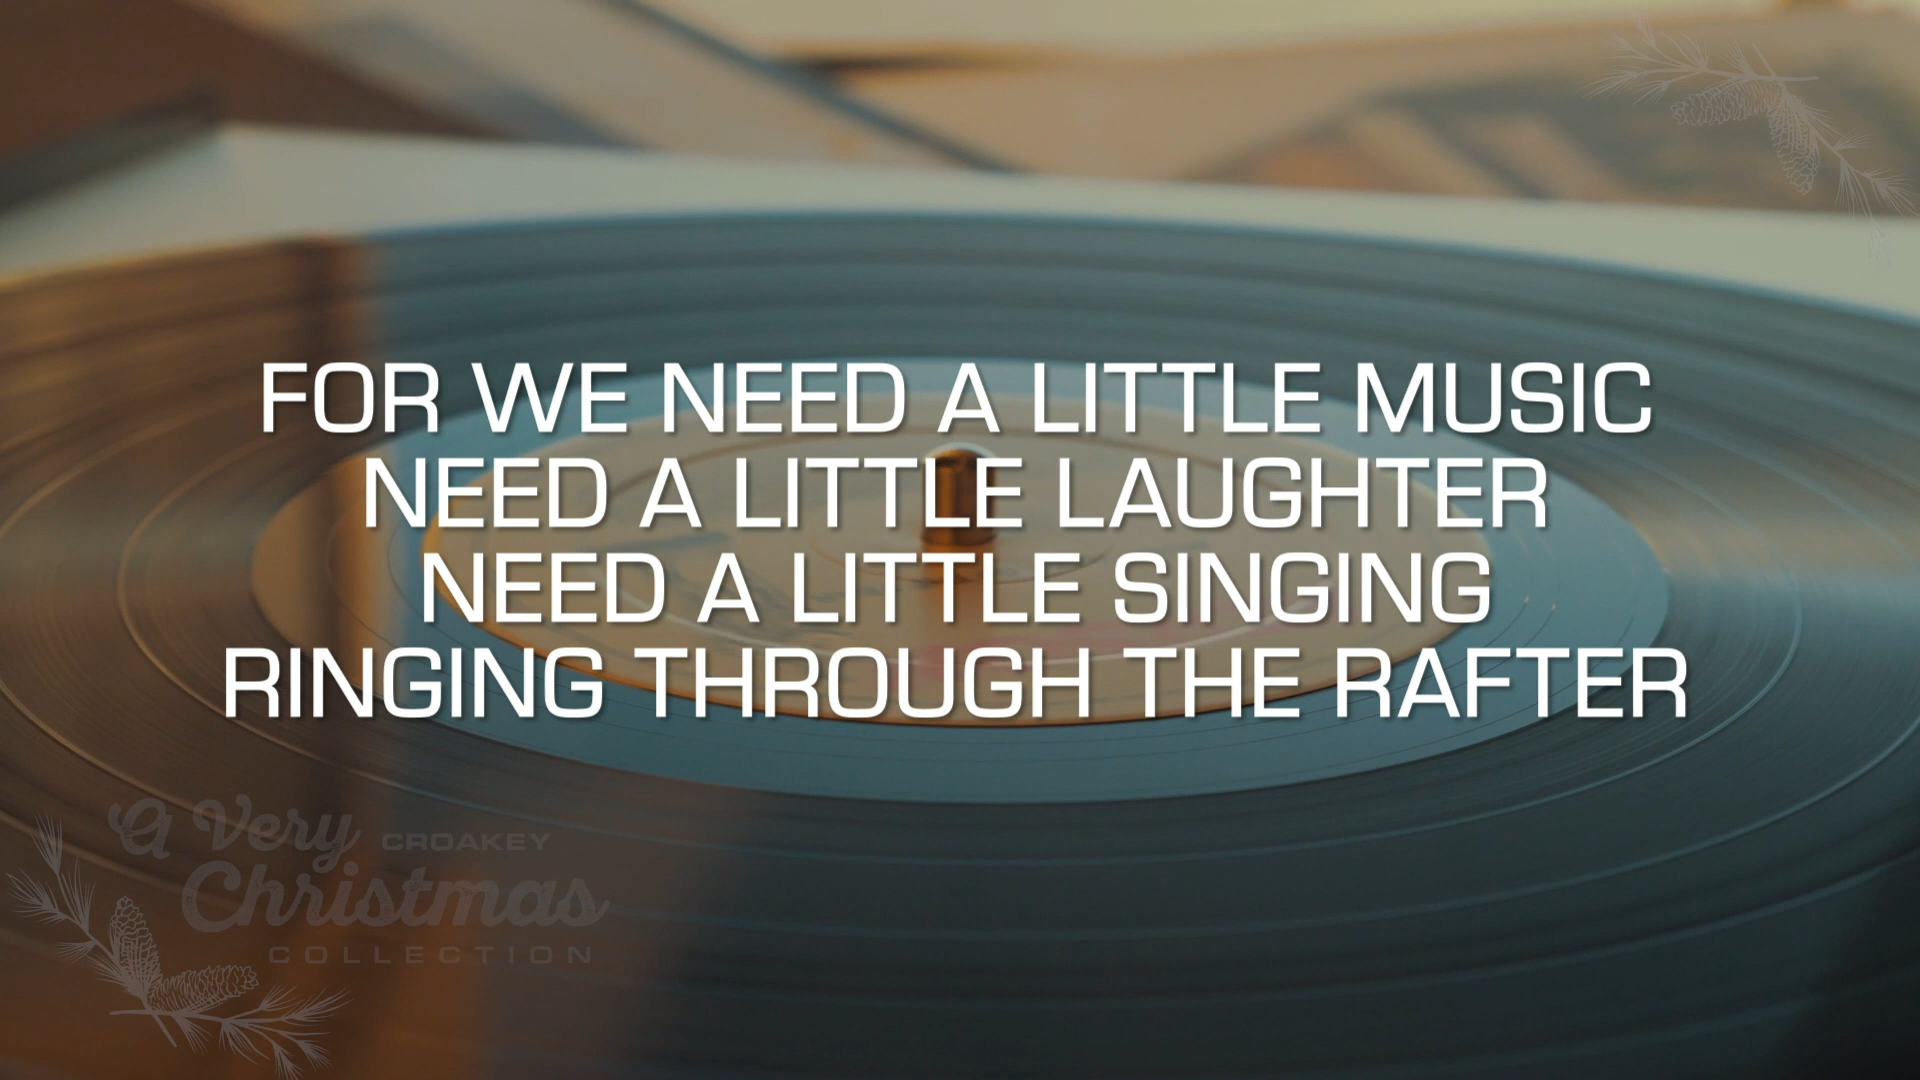 FOR WE NEED A LITTLE MUSIC
NEED A LITTLE LAUGHTER
NEED A LITTLE SINGING
RINGING THROUGH THE RAFTER
A Very CROAKEY
Christmas
COLLECTION